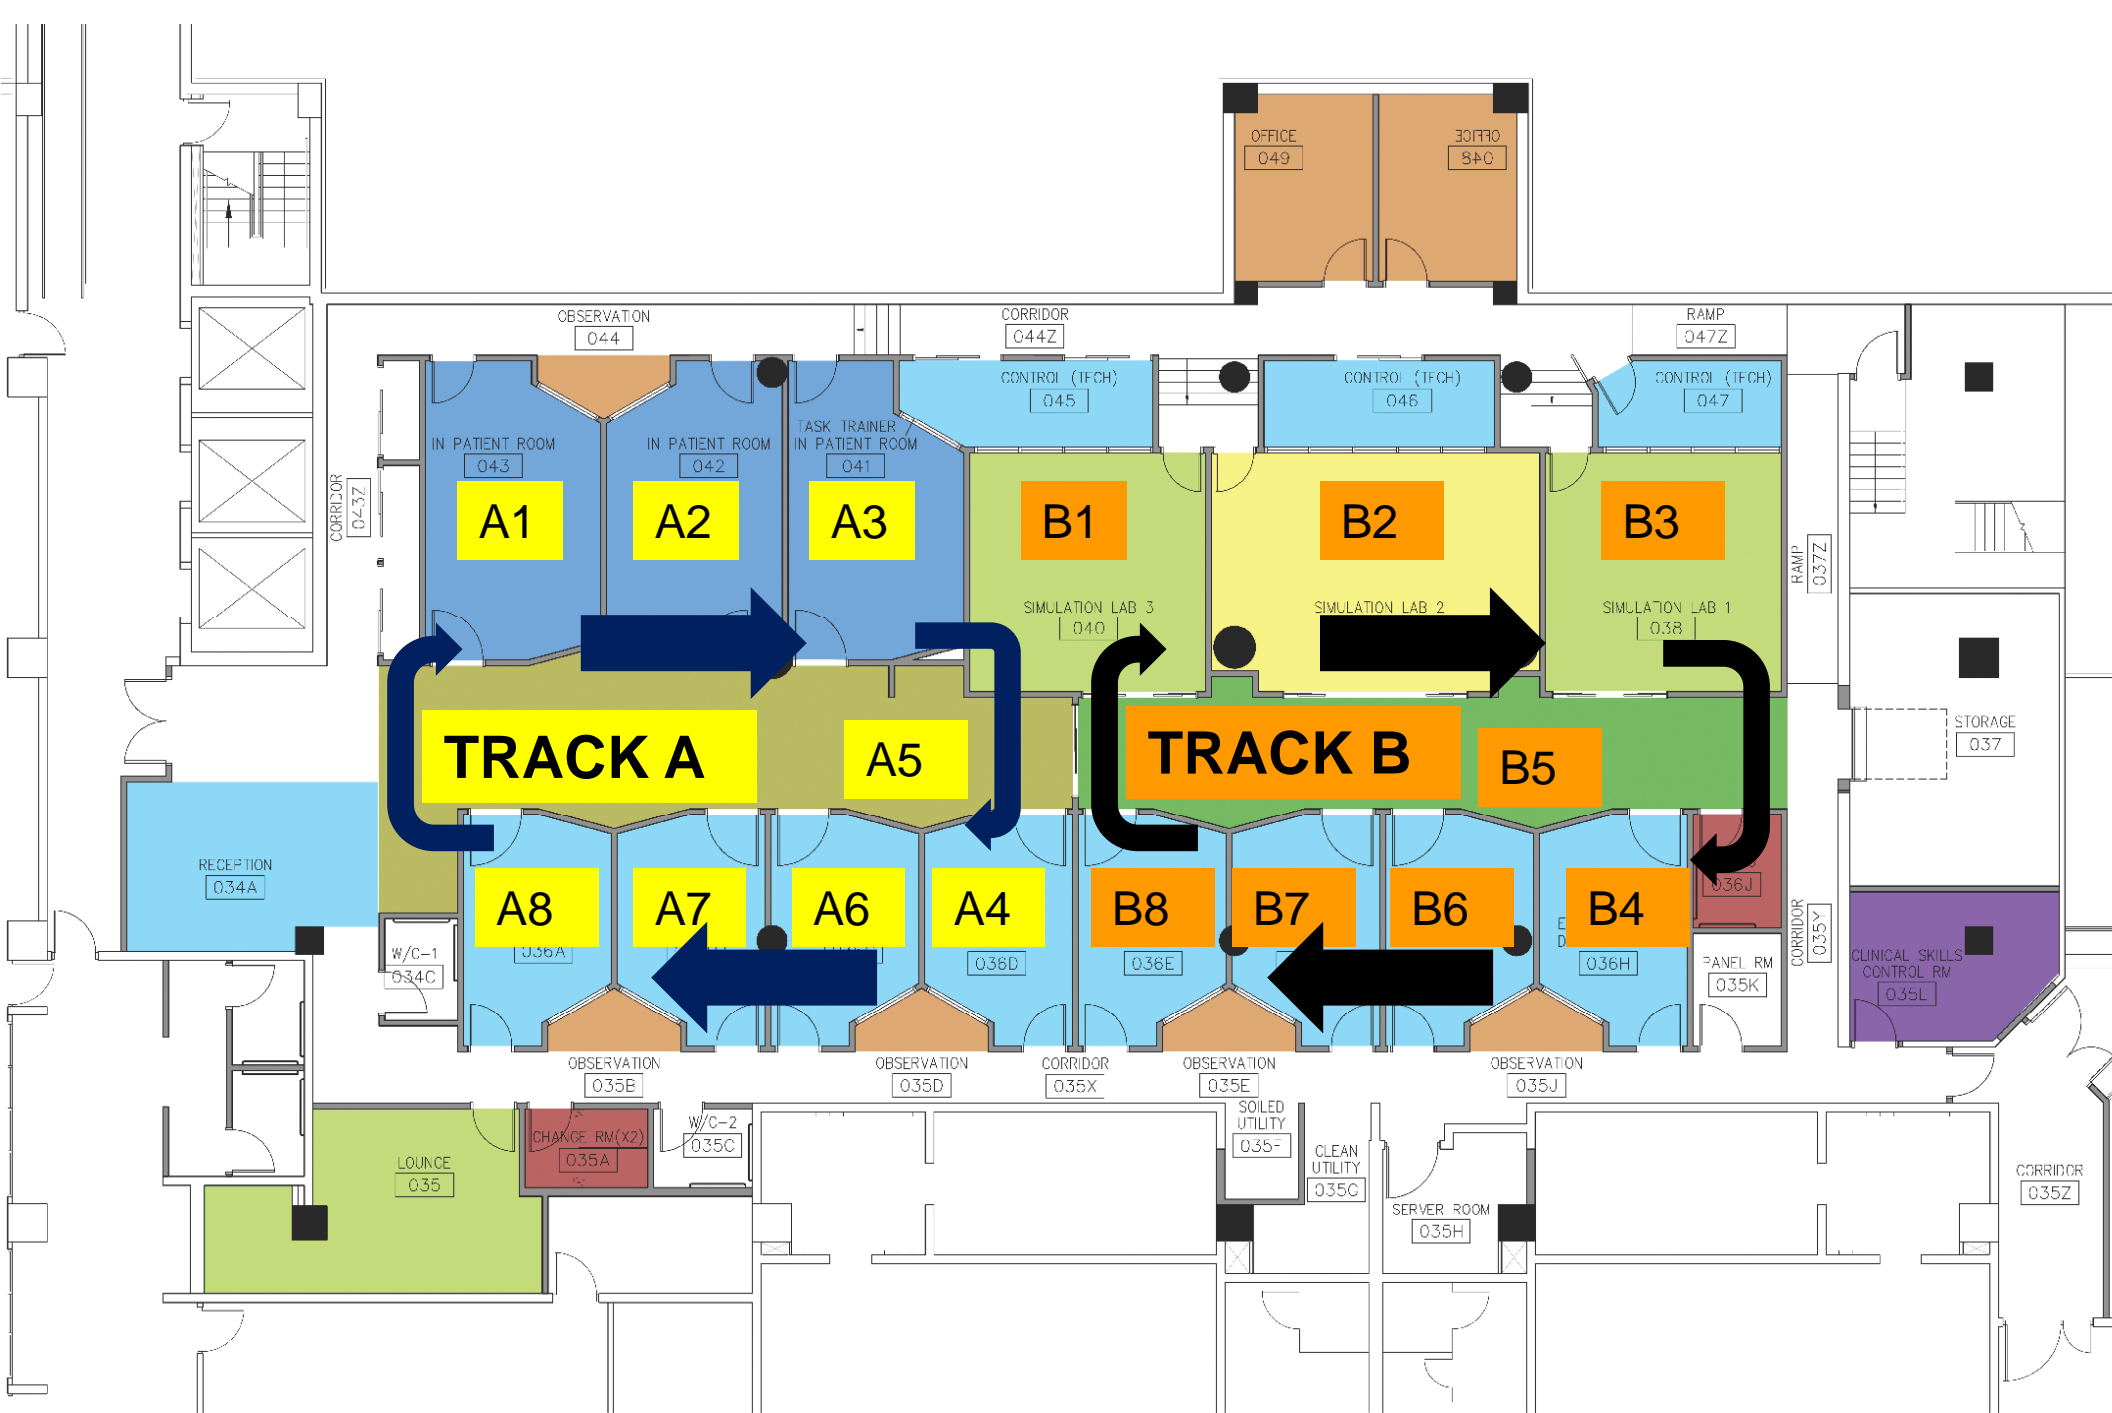 OFFICE
049
OFFICE
048
OBSERVATION
044
CORRIDOR
044Z
RAMP
047Z
CONTROL (TECH)
045
CONTROL (TECH)
046
CONTROL (TECH)
047
IN PATIENT ROOM
043
IN PATIENT ROOM
042
TASK TRAINER
IN PATIENT ROOM
041
CORRIDOR
043Z
A1
A2
A3
B1
B2
B3
SIMULATION LAB 3
040
SIMULATION LAB 2
SIMULATION LAB 1
038
RAMP
037Z
TRACK A
A5
TRACK B
B5
STORAGE
037
RECEPTION
034A
A8
A7
A6
A4
B8
B7
B6
B4
036J
036A
036D
036E
036H
W/C-1
034C
PANEL RM
035K
CORRIDOR
035Y
CLINICAL SKILLS
CONTROL RM
035L
OBSERVATION
035B
OBSERVATION
035D
CORRIDOR
035X
OBSERVATION
035E
OBSERVATION
035J
CHANGE RM(X2)
035A
W/C-2
035C
SOILED
UTILITY
035F
CLEAN
UTILITY
035G
LOUNGE
035
SERVER ROOM
035H
CORRIDOR
035Z